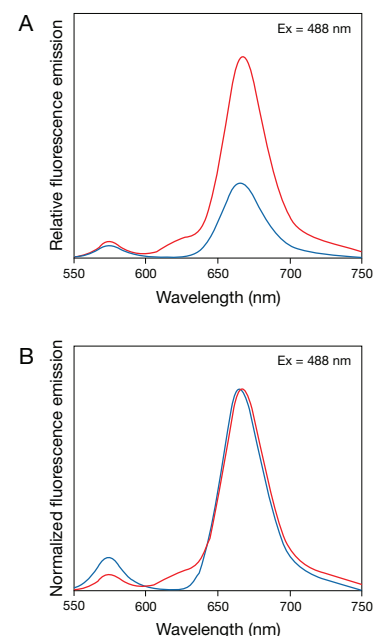 A
Ex = 488 nm
Relative fluorescence emission
550 600 650 700 750
Wavelength (nm)
B
Ex = 488 nm
Normalized fluorescence emission
550 600 650 700 750
Wavelength (nm)